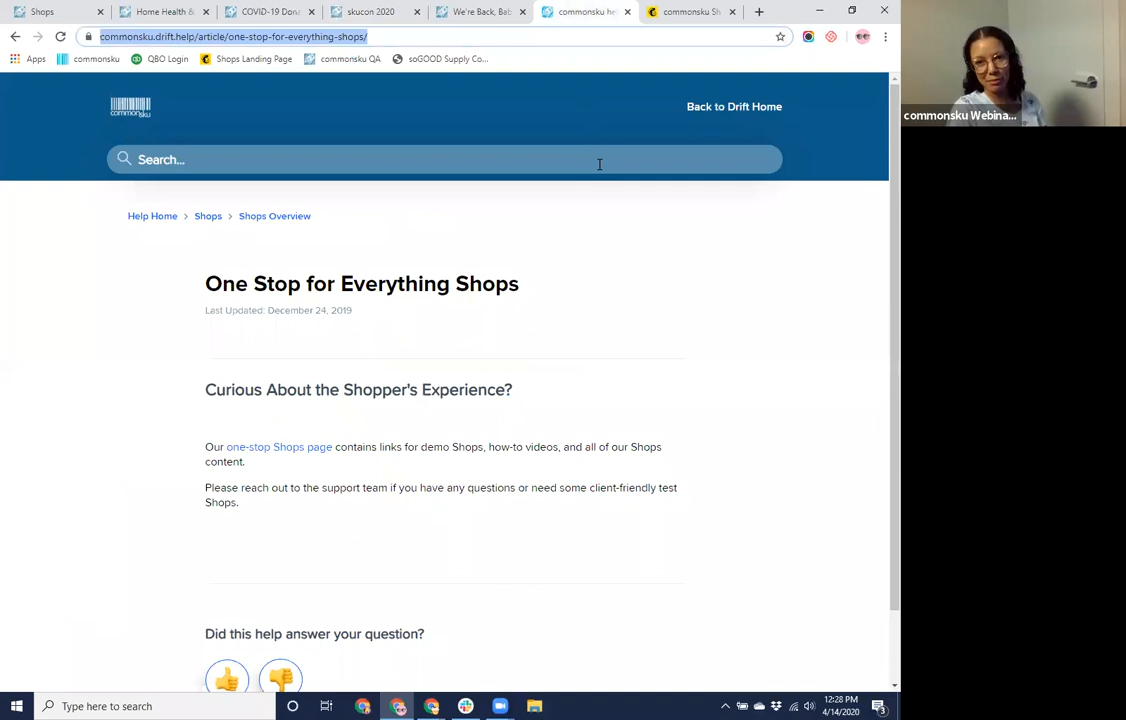 Shops
Home Health &
COVID-19 Dona
skucon 2020
We're Back, Bab
commonsku he
commonsku Sh
commonsku.drift.help/article/one-stop-for-everything-shops/
Apps
commonsku
QBO Login
Shops Landing Page
commonsku QA
soGOOD Supply Co...
commonsku Webina...
commonsku
Back to Drift Home
Search...
Help Home > Shops > Shops Overview
One Stop for Everything Shops
Last Updated: December 24, 2019
Curious About the Shopper's Experience?
Our one-stop Shops page contains links for demo Shops, how-to videos, and all of our Shops
content.
Please reach out to the support team if you have any questions or need some client-friendly test
Shops.
Did this help answer your question?
Type here to search
12:28 PM
4/14/2020
3